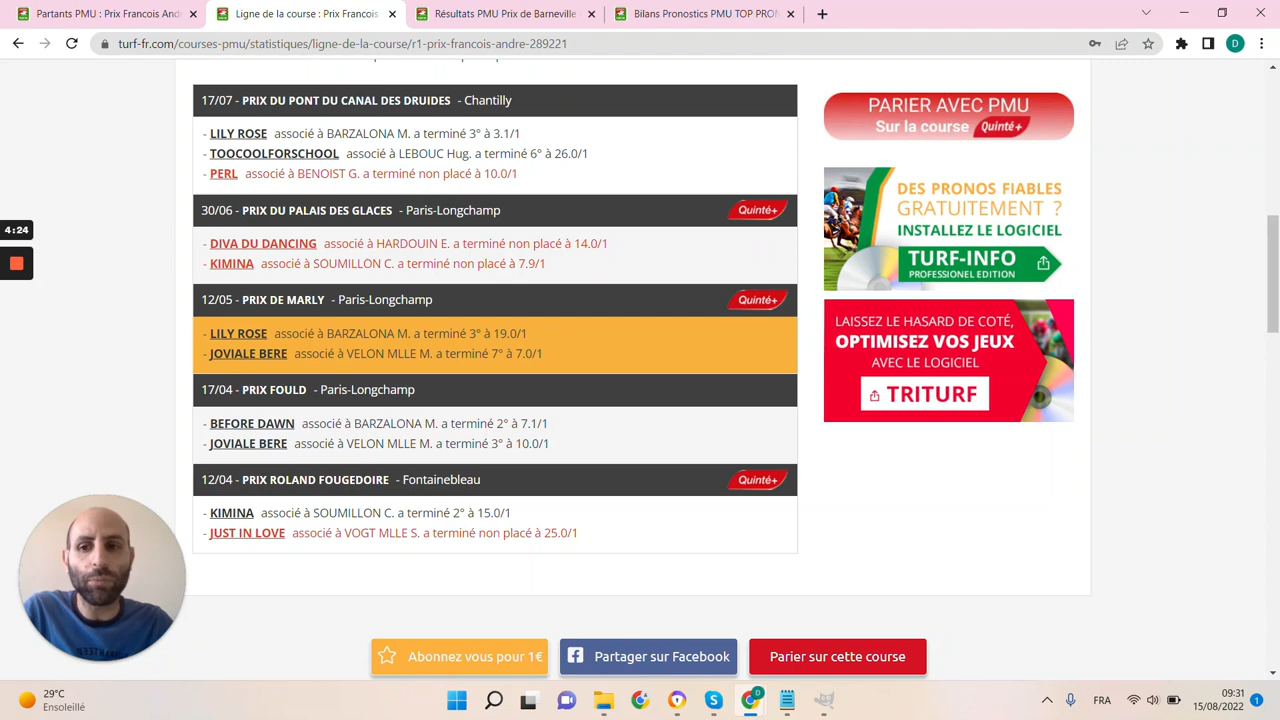 Partants PMU : Prix Francois And
Ligne de la course : Prix Francois
Résultats PMU Prix de Barneville
Bilans Pronostics PMU TOP PRON
turf-fr.com/courses-pmu/statistiques/ligne-de-la-course/r1-prix-francois-andre-289221
D
17/07 - PRIX DU PONT DU CANAL DES DRUIDES - Chantilly
- LILY ROSE associé à BARZALONA M. a terminé 3° à 3.1/1
- TOOCOOLFORSCHOOL associé à LEBOUC Hug. a terminé 6° à 26.0/1
- PERL associé à BENOIST G. a terminé non placé à 10.0/1
30/06 - PRIX DU PALAIS DES GLACES - Paris-Longchamp
Quinté+
- DIVA DU DANCING associé à HARDOUIN E. a terminé non placé à 14.0/1
- KIMINA associé à SOUMILLON C. a terminé non placé à 7.9/1
12/05 - PRIX DE MARLY - Paris-Longchamp
Quinté+
- LILY ROSE associé à BARZALONA M. a terminé 3° à 19.0/1
- JOVIALE BERE associé à VELON MLLE M. a terminé 7° à 7.0/1
17/04 - PRIX FOULD - Paris-Longchamp
- BEFORE DAWN associé à BARZALONA M. a terminé 2° à 7.1/1
- JOVIALE BERE associé à VELON MLLE M. a terminé 3° à 10.0/1
12/04 - PRIX ROLAND FOUGEDOIRE - Fontainebleau
Quinté+
- KIMINA associé à SOUMILLON C. a terminé 2° à 15.0/1
- JUST IN LOVE associé à VOGT MLLE S. a terminé non placé à 25.0/1
PARIER AVEC PMU
Sur la course Quinté+
DES PRONOS FIABLES
GRATUITEMENT ?
INSTALLEZ LE LOGICIEL
TURF-INFO
PROFESSIONEL EDITION
LAISSEZ LE HASARD DE COTÉ,
OPTIMISEZ VOS JEUX
AVEC LE LOGICIEL
TRITURF
4:24
Abonnez vous pour 1€
Partager sur Facebook
Parier sur cette course
29°C
Ensoleillé
D
FRA
09:31
15/08/2022
1